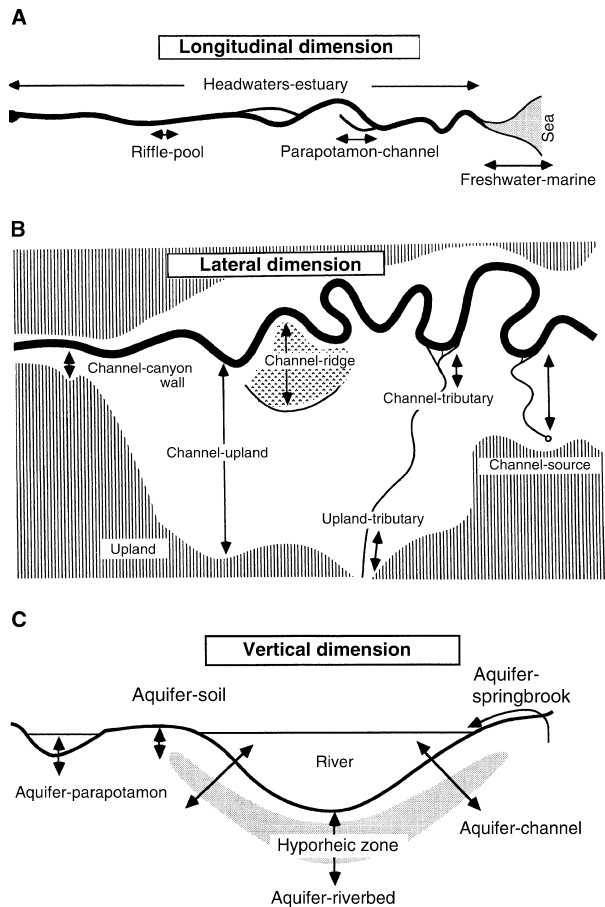 A
Longitudinal dimension
Headwaters-estuary
Riffle-pool
Parapotamon-channel
Sea
Freshwater-marine
B
Lateral dimension
Channel-canyon
wall
Channel-ridge
Channel-tributary
Channel-upland
Channel-source
Upland-tributary
Upland
C
Vertical dimension
Aquifer-
springbrook
Aquifer-soil
River
Aquifer-parapotamon
Aquifer-channel
Hyporheic zone
Aquifer-riverbed